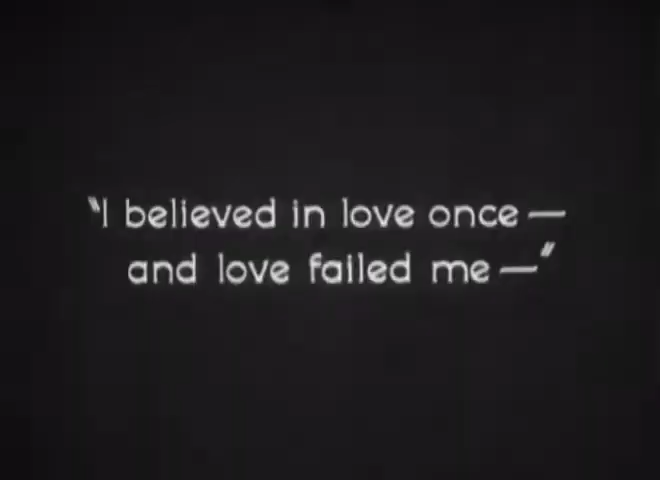 "I believed in love once —
and love failed me —"